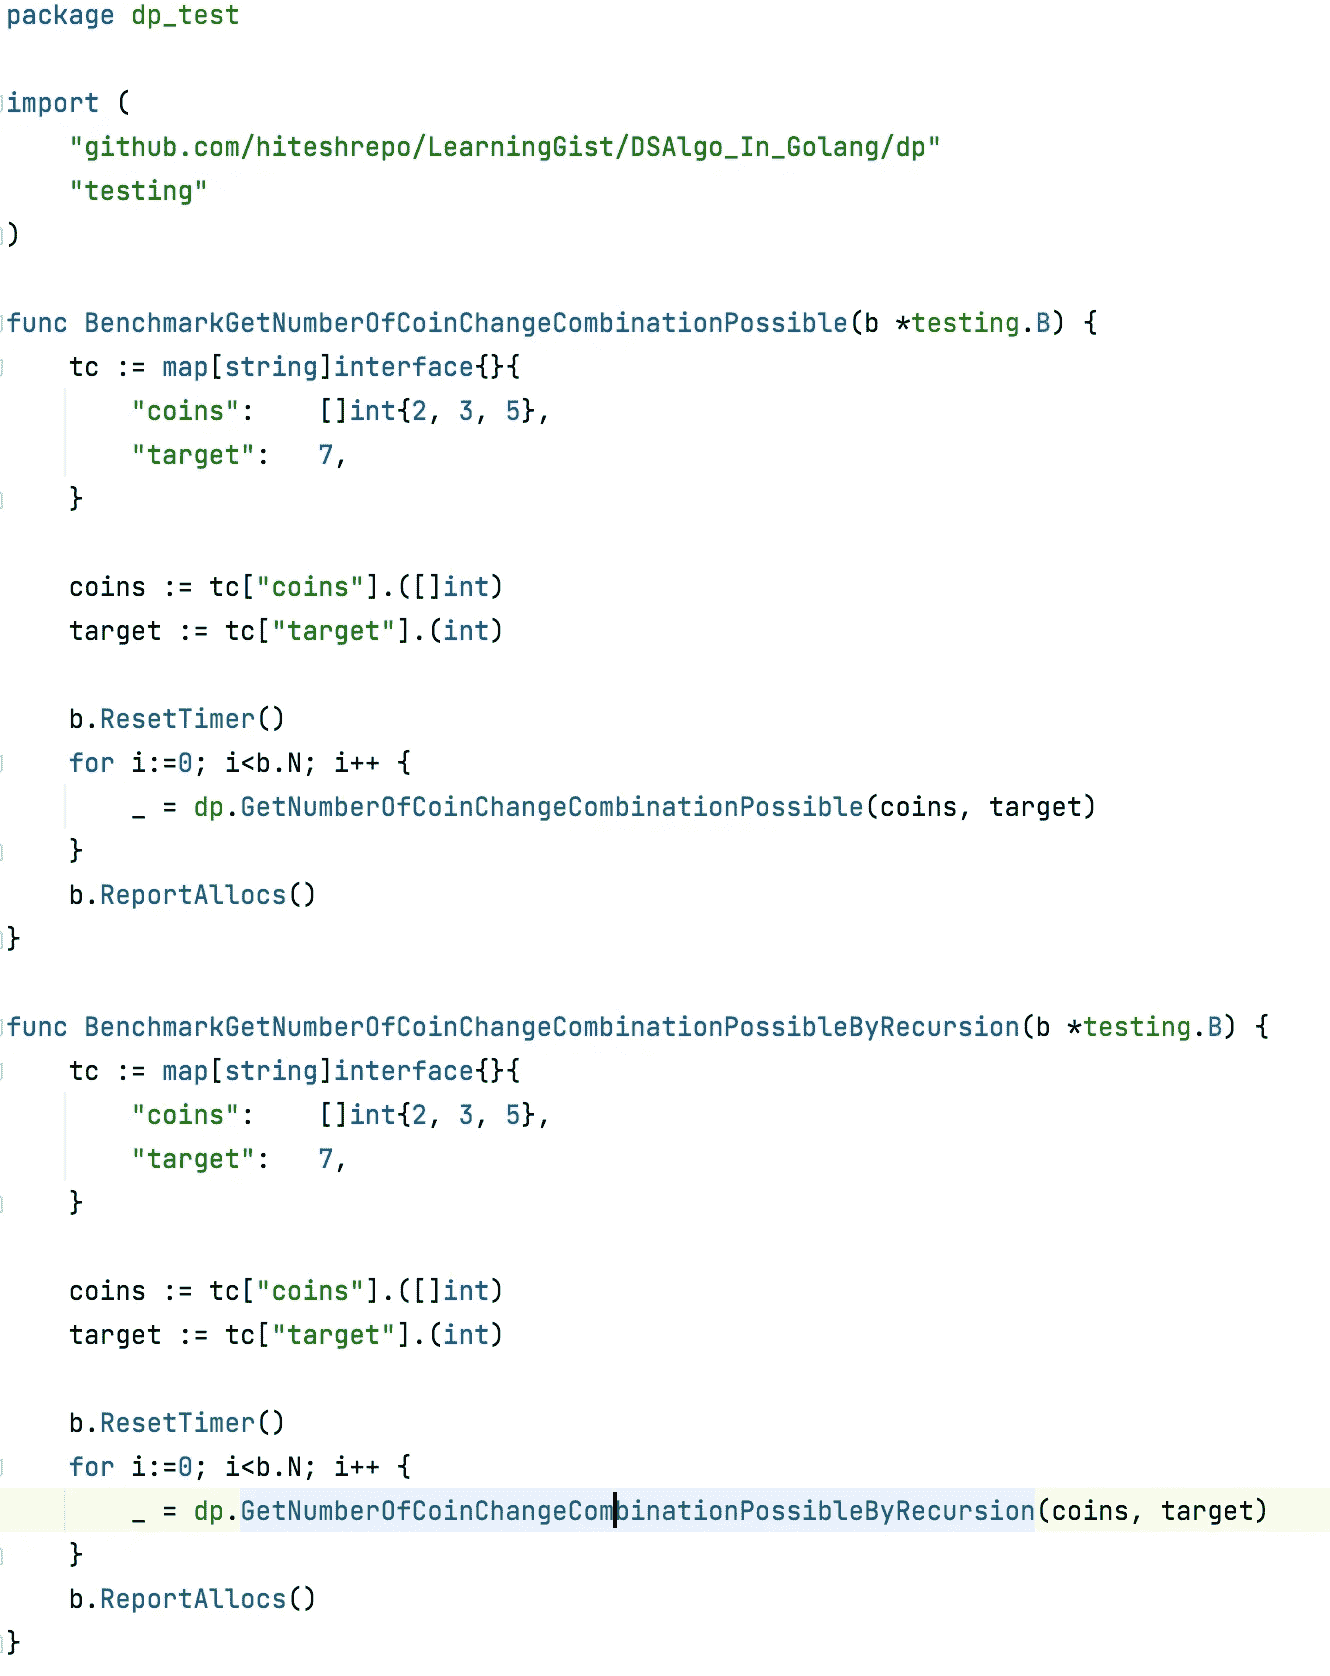 package dp_test
import (
"github.com/hiteshrepo/LearningGist/DSAlgo_In_Golang/dp"
"testing"
)
func BenchmarkGetNumberOfCoinChangeCombinationPossible(b *testing.B) {
tc := map[string]interface{}{
"coins":    []int{2, 3, 5},
"target":   7,
}
coins := tc["coins"].([]int)
target := tc["target"].(int)
b.ResetTimer()
for i:=0; i<b.N; i++ {
_ = dp.GetNumberOfCoinChangeCombinationPossible(coins, target)
}
b.ReportAllocs()
}
func BenchmarkGetNumberOfCoinChangeCombinationPossibleByRecursion(b *testing.B) {
tc := map[string]interface{}{
"coins":    []int{2, 3, 5},
"target":   7,
}
coins := tc["coins"].([]int)
target := tc["target"].(int)
b.ResetTimer()
for i:=0; i<b.N; i++ {
_ = dp.GetNumberOfCoinChangeCombinationPossibleByRecursion(coins, target)
}
b.ReportAllocs()
}